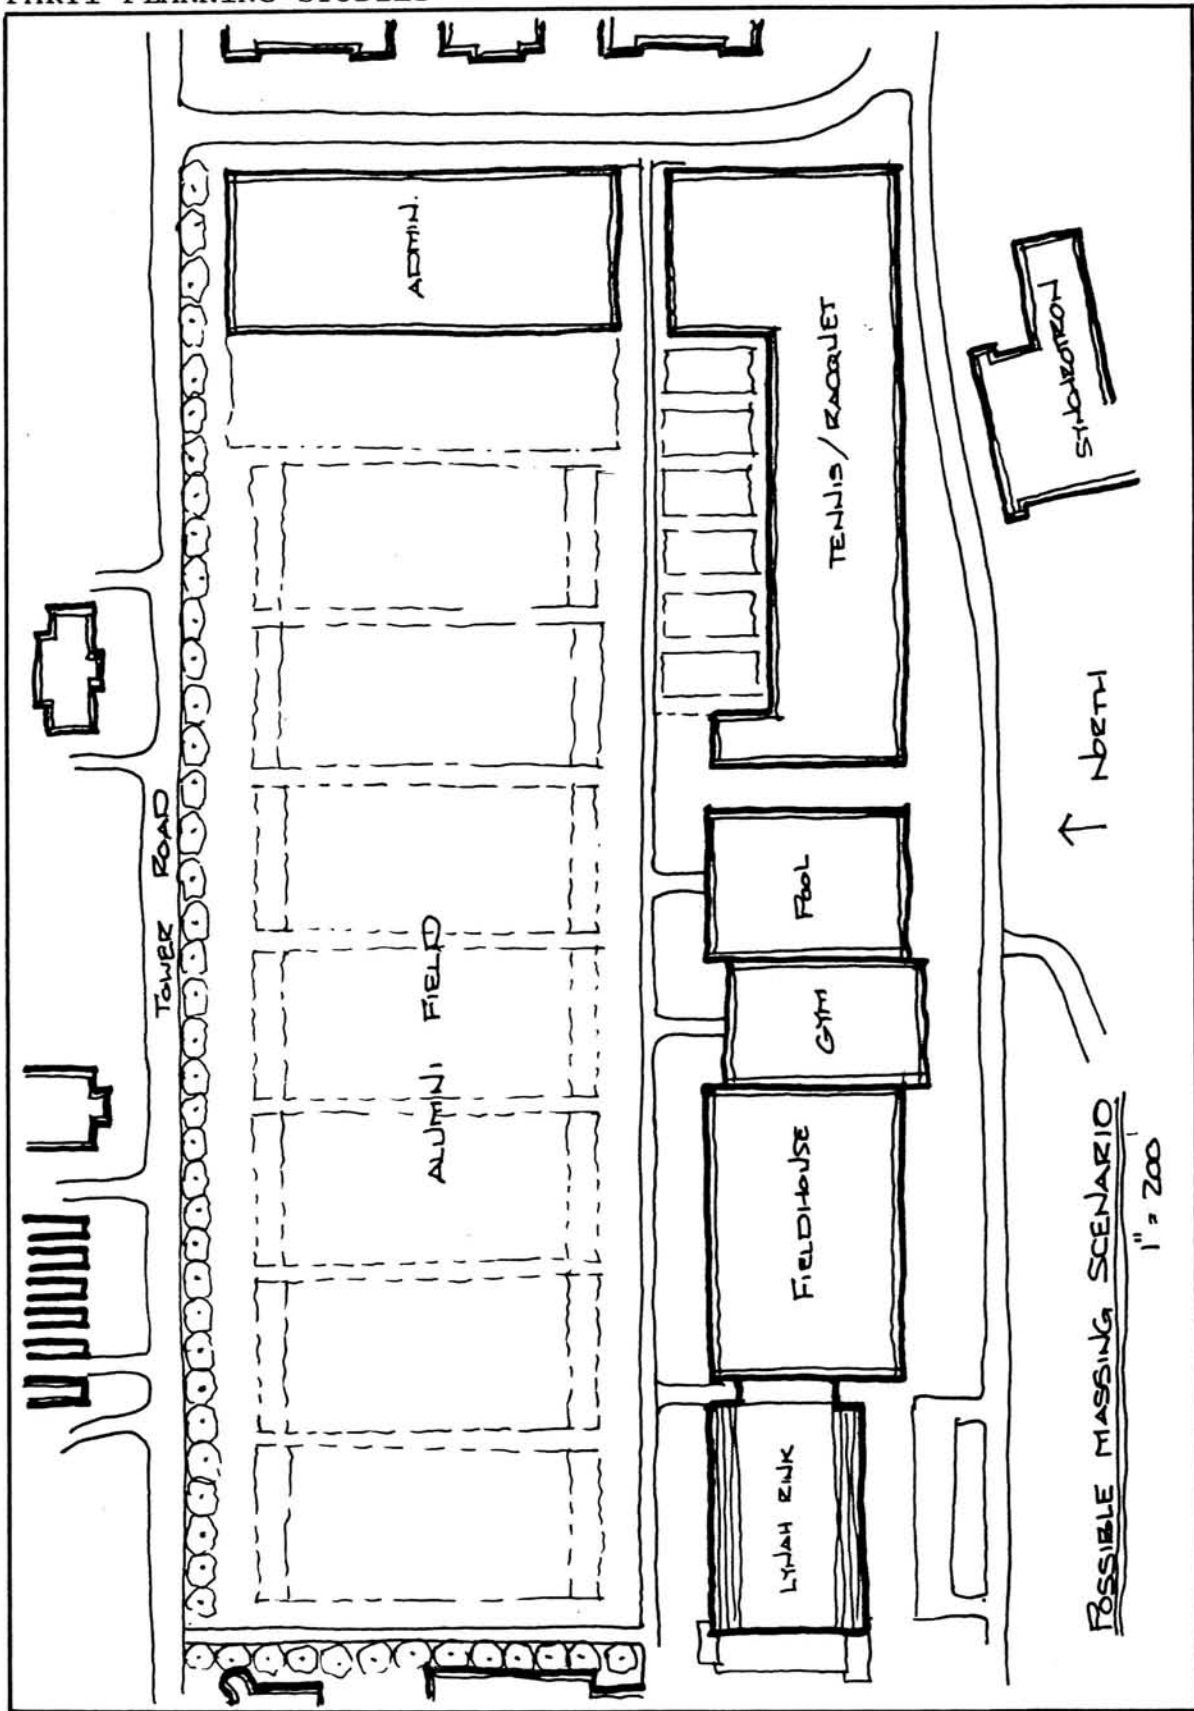 PARTI PLANNING STUDIES
ADMIN.
TENNIS / RACQUET
SYNCHROTRON
TOWER ROAD
ALUMNI FIELD
POOL
GYM
FIELDHOUSE
LYNAH RINK
↑ NORTH
POSSIBLE MASSING SCENARIO
1" = 200'